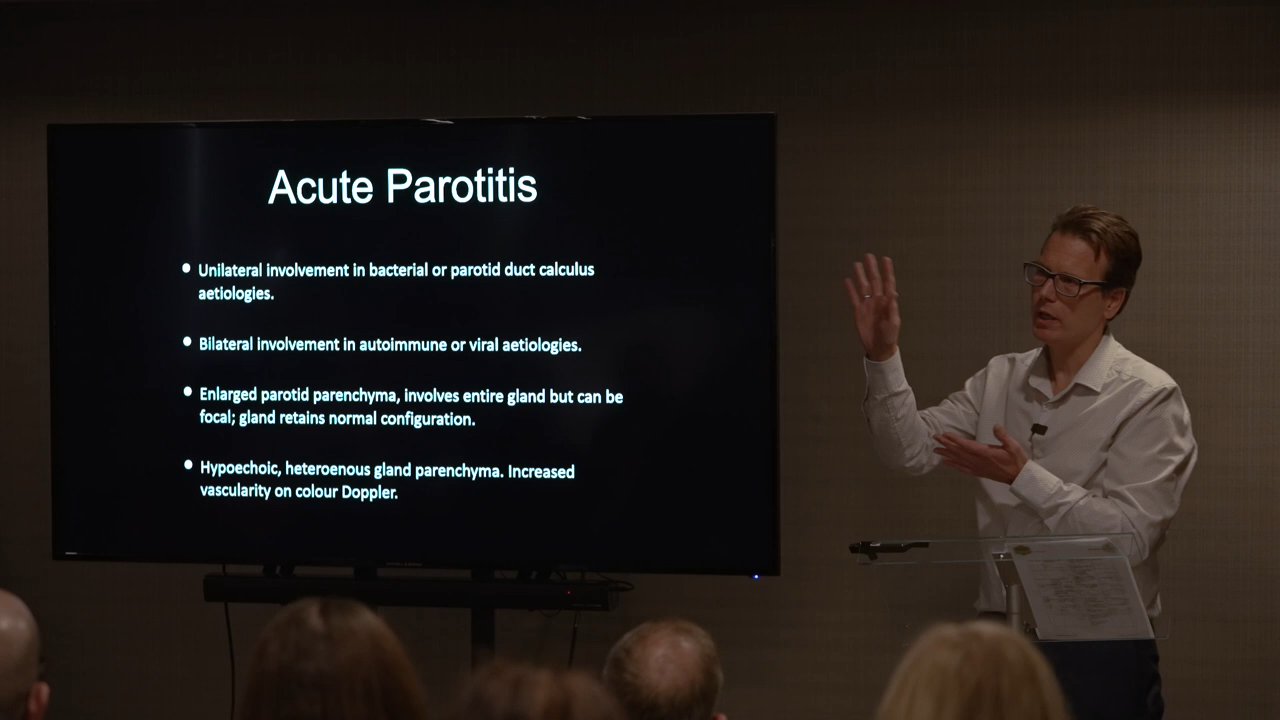 Acute Parotitis
• Unilateral involvement in bacterial or parotid duct calculus
aetiologies.
• Bilateral involvement in autoimmune or viral aetiologies.
• Enlarged parotid parenchyma, involves entire gland but can be
focal; gland retains normal configuration.
• Hypoechoic, heteroenous gland parenchyma. Increased
vascularity on colour Doppler.